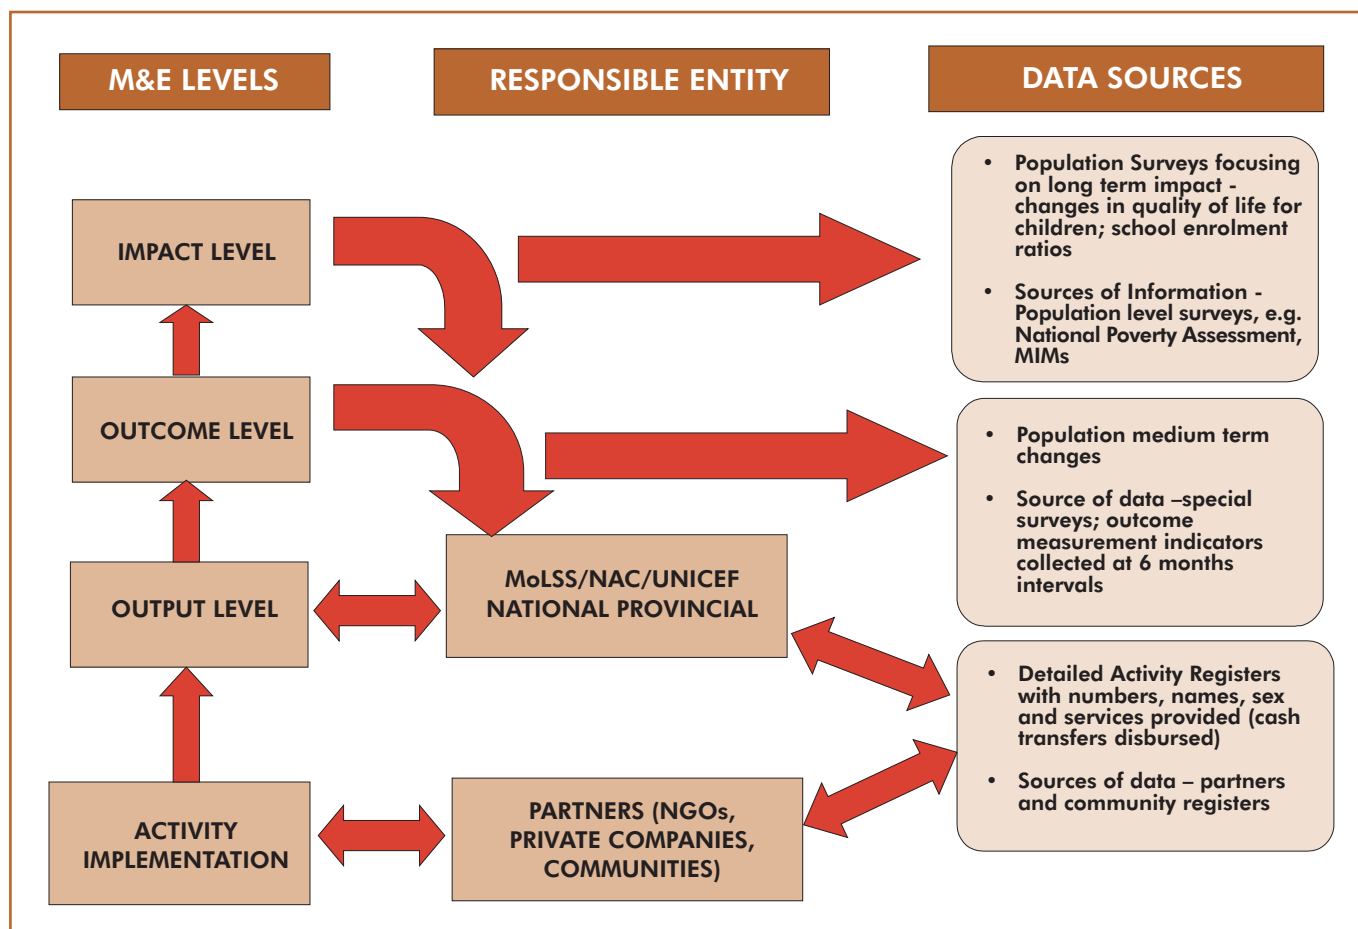 M&E LEVELS
RESPONSIBLE ENTITY
DATA SOURCES
IMPACT LEVEL
OUTCOME LEVEL
OUTPUT LEVEL
ACTIVITY
IMPLEMENTATION
MoLSS/NAC/UNICEF
NATIONAL PROVINCIAL
PARTNERS (NGOs,
PRIVATE COMPANIES,
COMMUNITIES)
• Population Surveys focusing
on long term impact -
changes in quality of life for
children; school enrolment
ratios
• Sources of Information -
Population level surveys, e.g.
National Poverty Assessment,
MIMs
• Population medium term
changes
• Source of data –special
surveys; outcome
measurement indicators
collected at 6 months
intervals
• Detailed Activity Registers
with numbers, names, sex
and services provided (cash
transfers disbursed)
• Sources of data – partners
and community registers